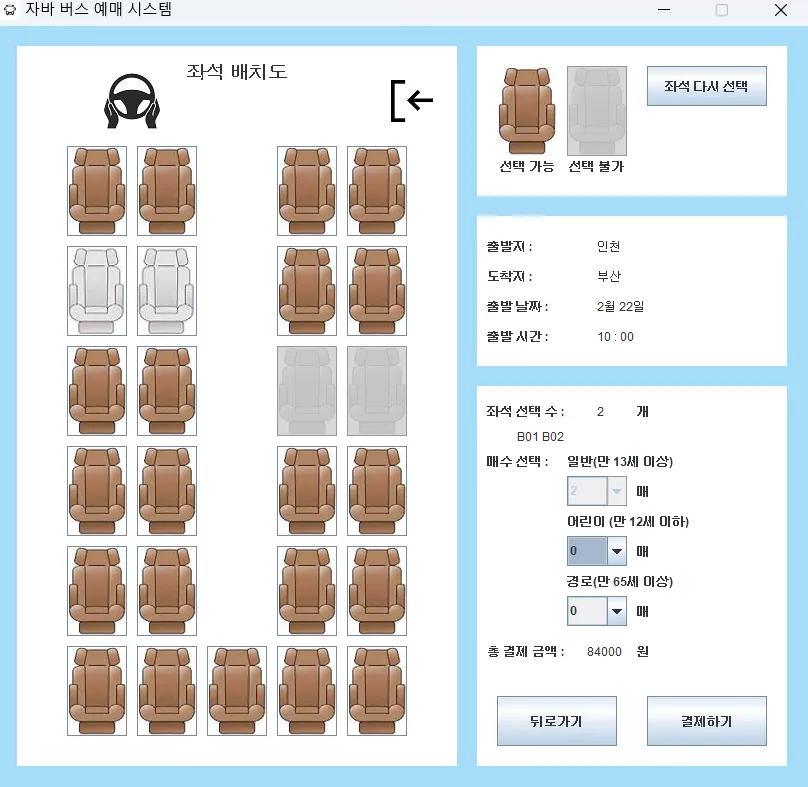 자바 버스 예매 시스템
좌석 배치도
좌석 다시 선택
선택 가능 선택 불가
출발지 : 인천
도착지 : 부산
출발 날짜 : 2월 22일
출발 시간 : 10 : 00
좌석 선택 수 : 2 개
B01 B02
매수 선택 : 일반(만 13세 이상)
2 매
어린이 (만 12세 이하)
0 매
경로(만 65세 이상)
0 매
총 결제 금액 : 84000 원
뒤로가기 결제하기